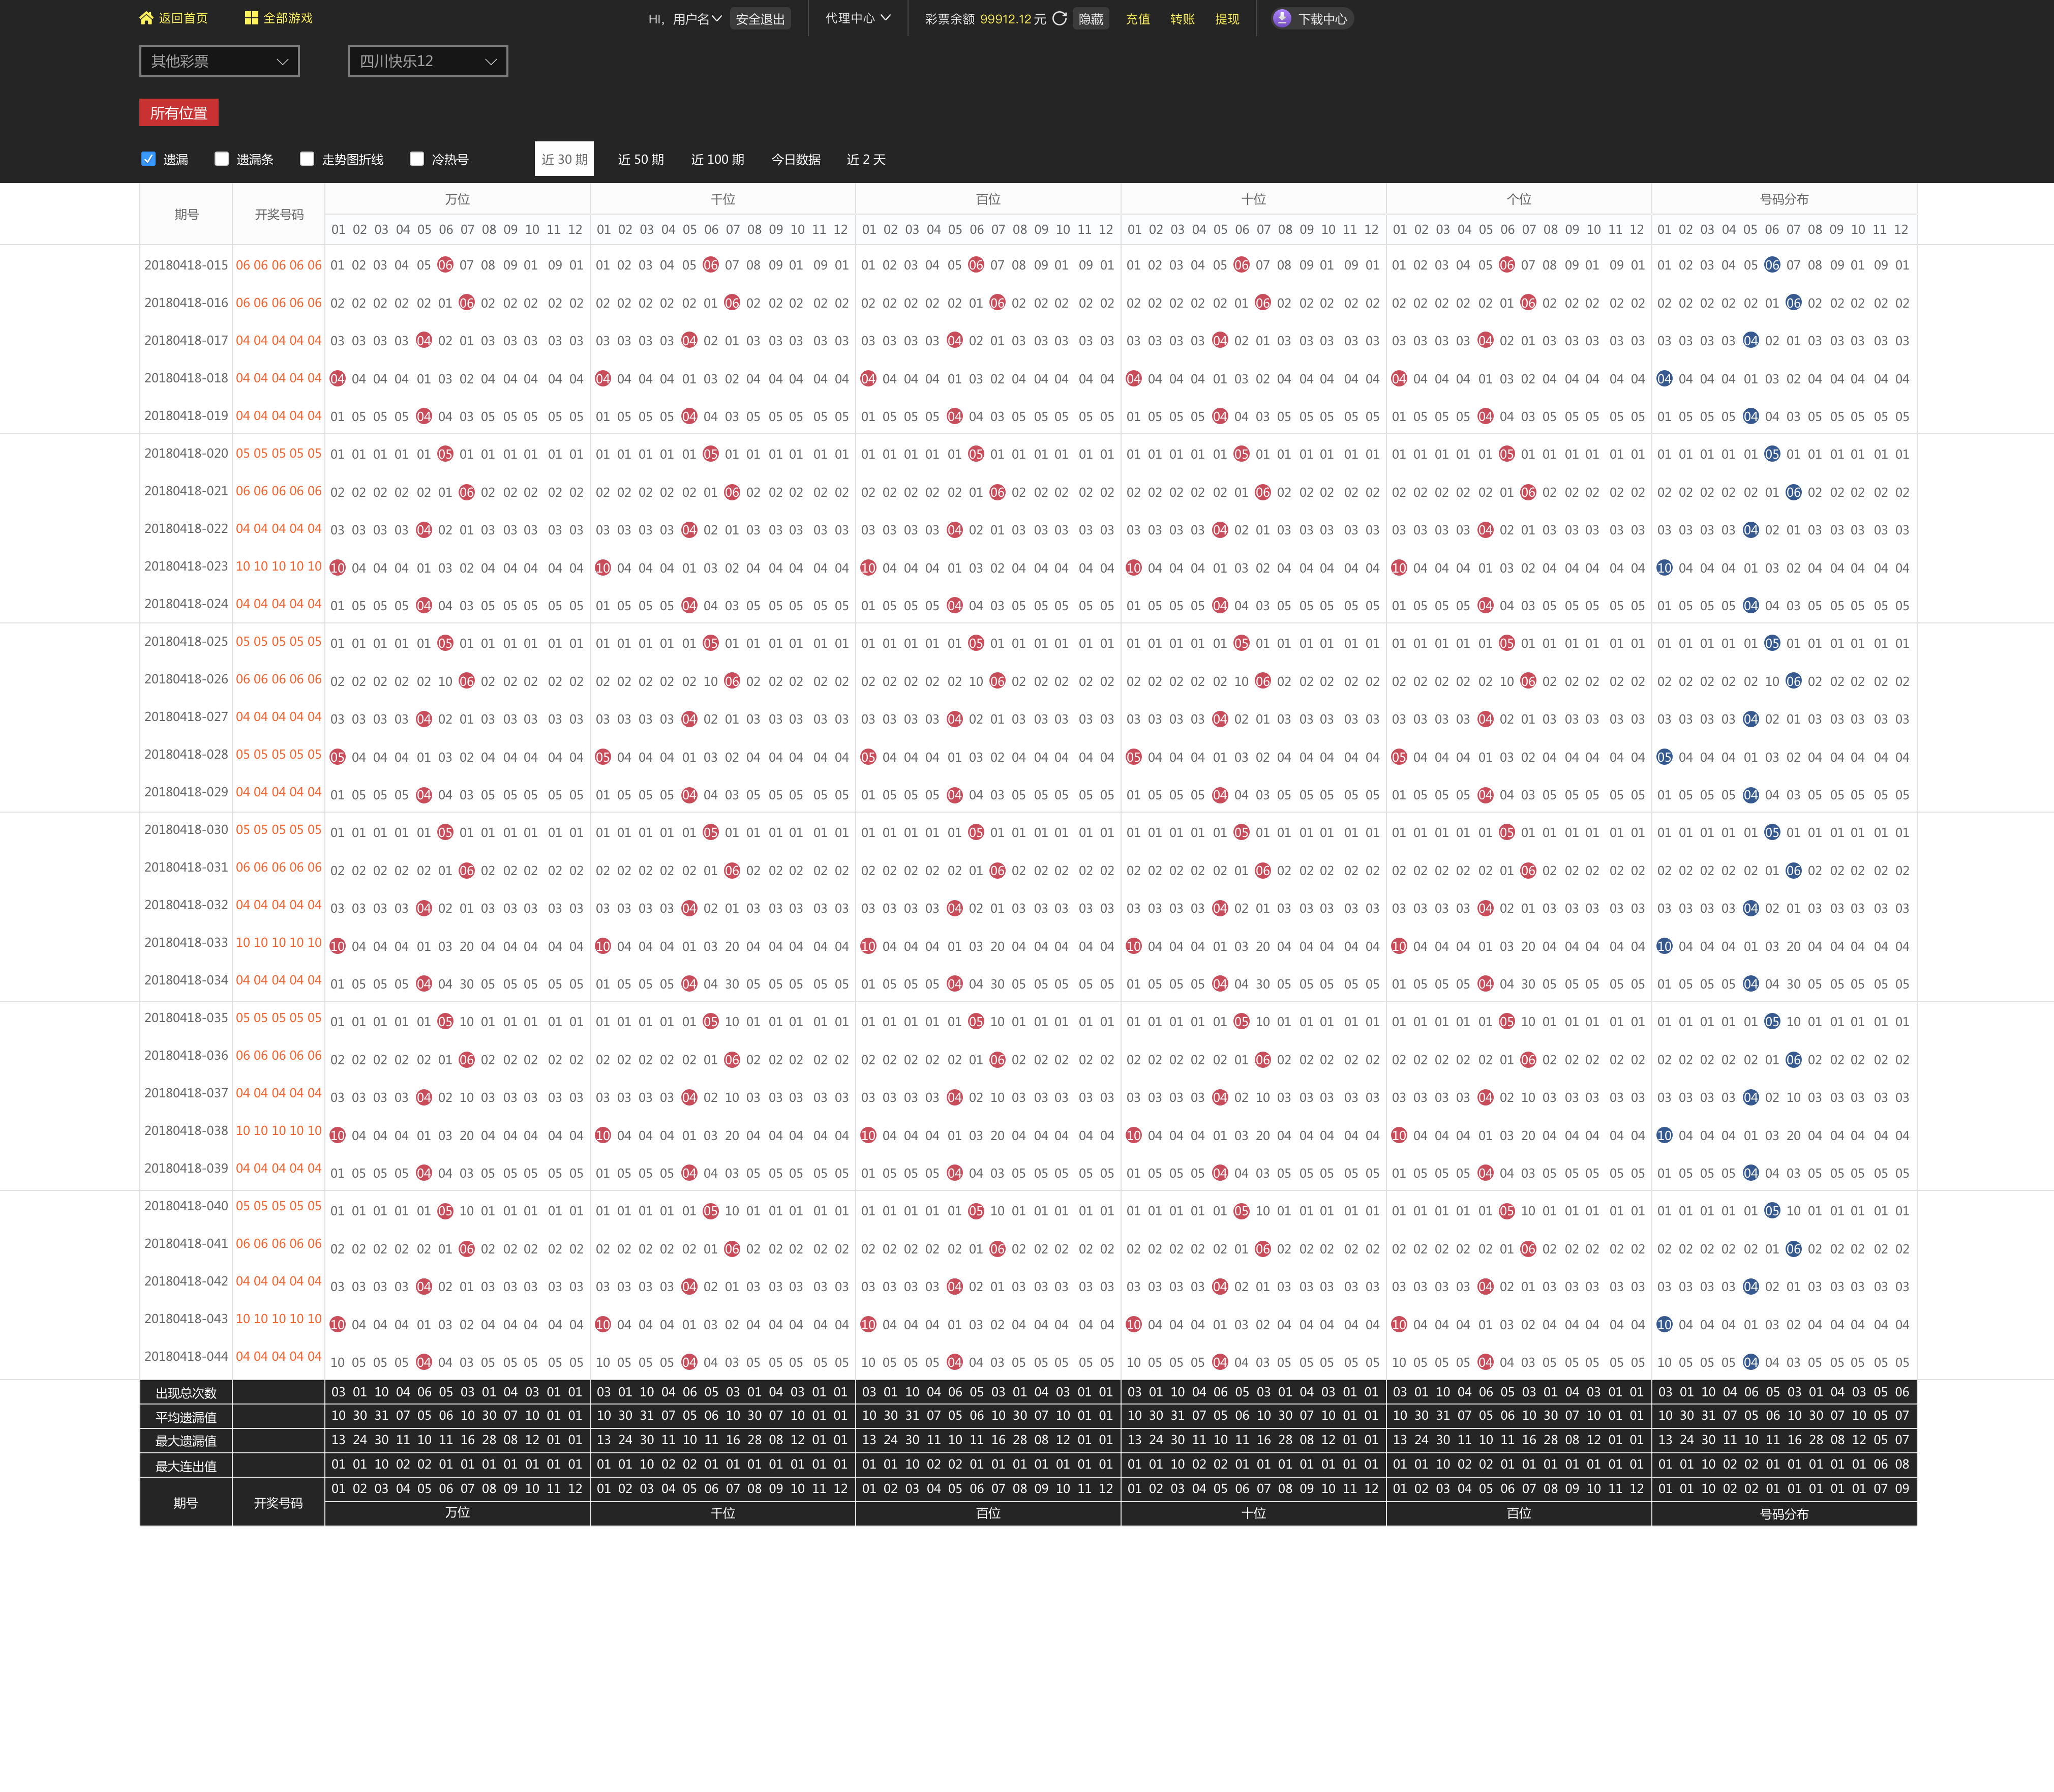 返回首页 全部游戏 HI, 用户名 安全退出 代理中心 彩票余额 99912.12 元 隐藏 充值 转账 提现 下载中心
其他彩票 四川快乐12
所有位置
遗漏 遗漏条 走势图折线 冷热号 近 30 期 近 50 期 近 100 期 今日数据 近 2 天
期号 开奖号码 万位 千位 百位 十位 个位 号码分布
01 02 03 04 05 06 07 08 09 10 11 12 01 02 03 04 05 06 07 08 09 10 11 12 01 02 03 04 05 06 07 08 09 10 11 12 01 02 03 04 05 06 07 08 09 10 11 12 01 02 03 04 05 06 07 08 09 10 11 12 01 02 03 04 05 06 07 08 09 10 11 12
20180418-015 06 06 06 06 06 01 02 03 04 05 06 07 08 09 01 09 01 01 02 03 04 05 06 07 08 09 01 09 01 01 02 03 04 05 06 07 08 09 01 09 01 01 02 03 04 05 06 07 08 09 01 09 01 01 02 03 04 05 06 07 08 09 01 09 01 01 02 03 04 05 06 07 08 09 01 09 01
20180418-016 06 06 06 06 06 02 02 02 02 02 01 06 02 02 02 02 02 02 02 02 02 02 01 06 02 02 02 02 02 02 02 02 02 02 01 06 02 02 02 02 02 02 02 02 02 02 01 06 02 02 02 02 02 02 02 02 02 02 01 06 02 02 02 02 02 02 02 02 02 02 01 06 02 02 02 02 02
20180418-017 04 04 04 04 04 03 03 03 03 04 02 01 03 03 03 03 03 03 03 03 03 04 02 01 03 03 03 03 03 03 03 03 03 04 02 01 03 03 03 03 03 03 03 03 03 04 02 01 03 03 03 03 03 03 03 03 03 04 02 01 03 03 03 03 03 03 03 03 03 04 02 01 03 03 03 03 03
20180418-018 04 04 04 04 04 04 04 04 04 01 03 02 04 04 04 04 04 04 04 04 04 01 03 02 04 04 04 04 04 04 04 04 04 01 03 02 04 04 04 04 04 04 04 04 04 01 03 02 04 04 04 04 04 04 04 04 04 01 03 02 04 04 04 04 04 04 04 04 04 01 03 02 04 04 04 04 04
20180418-019 04 04 04 04 04 01 05 05 05 04 04 03 05 05 05 05 05 01 05 05 05 04 04 03 05 05 05 05 05 01 05 05 05 04 04 03 05 05 05 05 05 01 05 05 05 04 04 03 05 05 05 05 05 01 05 05 05 04 04 03 05 05 05 05 05 01 05 05 05 04 04 03 05 05 05 05 05
20180418-020 05 05 05 05 05 01 01 01 01 01 05 01 01 01 01 01 01 01 01 01 01 01 05 01 01 01 01 01 01 01 01 01 01 01 05 01 01 01 01 01 01 01 01 01 01 01 05 01 01 01 01 01 01 01 01 01 01 01 05 01 01 01 01 01 01 01 01 01 01 01 05 01 01 01 01 01 01
20180418-021 06 06 06 06 06 02 02 02 02 02 01 06 02 02 02 02 02 02 02 02 02 02 01 06 02 02 02 02 02 02 02 02 02 02 01 06 02 02 02 02 02 02 02 02 02 02 01 06 02 02 02 02 02 02 02 02 02 02 01 06 02 02 02 02 02 02 02 02 02 02 01 06 02 02 02 02 02
20180418-022 04 04 04 04 04 03 03 03 03 04 02 01 03 03 03 03 03 03 03 03 03 04 02 01 03 03 03 03 03 03 03 03 03 04 02 01 03 03 03 03 03 03 03 03 03 04 02 01 03 03 03 03 03 03 03 03 03 04 02 01 03 03 03 03 03 03 03 03 03 04 02 01 03 03 03 03 03
20180418-023 10 10 10 10 10 10 04 04 04 01 03 02 04 04 04 04 04 10 04 04 04 01 03 02 04 04 04 04 04 10 04 04 04 01 03 02 04 04 04 04 04 10 04 04 04 01 03 02 04 04 04 04 04 10 04 04 04 01 03 02 04 04 04 04 04 10 04 04 04 01 03 02 04 04 04 04 04
20180418-024 04 04 04 04 04 01 05 05 05 04 04 03 05 05 05 05 05 01 05 05 05 04 04 03 05 05 05 05 05 01 05 05 05 04 04 03 05 05 05 05 05 01 05 05 05 04 04 03 05 05 05 05 05 01 05 05 05 04 04 03 05 05 05 05 05 01 05 05 05 04 04 03 05 05 05 05 05
20180418-025 05 05 05 05 05 01 01 01 01 01 05 01 01 01 01 01 01 01 01 01 01 01 05 01 01 01 01 01 01 01 01 01 01 01 05 01 01 01 01 01 01 01 01 01 01 01 05 01 01 01 01 01 01 01 01 01 01 01 05 01 01 01 01 01 01 01 01 01 01 01 05 01 01 01 01 01 01
20180418-026 06 06 06 06 06 02 02 02 02 02 10 06 02 02 02 02 02 02 02 02 02 02 10 06 02 02 02 02 02 02 02 02 02 02 10 06 02 02 02 02 02 02 02 02 02 02 10 06 02 02 02 02 02 02 02 02 02 02 10 06 02 02 02 02 02 02 02 02 02 02 10 06 02 02 02 02 02
20180418-027 04 04 04 04 04 03 03 03 03 04 02 01 03 03 03 03 03 03 03 03 03 04 02 01 03 03 03 03 03 03 03 03 03 04 02 01 03 03 03 03 03 03 03 03 03 04 02 01 03 03 03 03 03 03 03 03 03 04 02 01 03 03 03 03 03 03 03 03 03 04 02 01 03 03 03 03 03
20180418-028 05 05 05 05 05 05 04 04 04 01 03 02 04 04 04 04 04 05 04 04 04 01 03 02 04 04 04 04 04 05 04 04 04 01 03 02 04 04 04 04 04 05 04 04 04 01 03 02 04 04 04 04 04 05 04 04 04 01 03 02 04 04 04 04 04 05 04 04 04 01 03 02 04 04 04 04 04
20180418-029 04 04 04 04 04 01 05 05 05 04 04 03 05 05 05 05 05 01 05 05 05 04 04 03 05 05 05 05 05 01 05 05 05 04 04 03 05 05 05 05 05 01 05 05 05 04 04 03 05 05 05 05 05 01 05 05 05 04 04 03 05 05 05 05 05 01 05 05 05 04 04 03 05 05 05 05 05
20180418-030 05 05 05 05 05 01 01 01 01 01 05 01 01 01 01 01 01 01 01 01 01 01 05 01 01 01 01 01 01 01 01 01 01 01 05 01 01 01 01 01 01 01 01 01 01 01 05 01 01 01 01 01 01 01 01 01 01 01 05 01 01 01 01 01 01 01 01 01 01 01 05 01 01 01 01 01 01
20180418-031 06 06 06 06 06 02 02 02 02 02 01 06 02 02 02 02 02 02 02 02 02 02 01 06 02 02 02 02 02 02 02 02 02 02 01 06 02 02 02 02 02 02 02 02 02 02 01 06 02 02 02 02 02 02 02 02 02 02 01 06 02 02 02 02 02 02 02 02 02 02 01 06 02 02 02 02 02
20180418-032 04 04 04 04 04 03 03 03 03 04 02 01 03 03 03 03 03 03 03 03 03 04 02 01 03 03 03 03 03 03 03 03 03 04 02 01 03 03 03 03 03 03 03 03 03 04 02 01 03 03 03 03 03 03 03 03 03 04 02 01 03 03 03 03 03 03 03 03 03 04 02 01 03 03 03 03 03
20180418-033 10 10 10 10 10 10 04 04 04 01 03 20 04 04 04 04 04 10 04 04 04 01 03 20 04 04 04 04 04 10 04 04 04 01 03 20 04 04 04 04 04 10 04 04 04 01 03 20 04 04 04 04 04 10 04 04 04 01 03 20 04 04 04 04 04 10 04 04 04 01 03 20 04 04 04 04 04
20180418-034 04 04 04 04 04 01 05 05 05 04 04 30 05 05 05 05 05 01 05 05 05 04 04 30 05 05 05 05 05 01 05 05 05 04 04 30 05 05 05 05 05 01 05 05 05 04 04 30 05 05 05 05 05 01 05 05 05 04 04 30 05 05 05 05 05 01 05 05 05 04 04 30 05 05 05 05 05
20180418-035 05 05 05 05 05 01 01 01 01 01 05 10 01 01 01 01 01 01 01 01 01 01 05 10 01 01 01 01 01 01 01 01 01 01 05 10 01 01 01 01 01 01 01 01 01 01 05 10 01 01 01 01 01 01 01 01 01 01 05 10 01 01 01 01 01 01 01 01 01 01 05 10 01 01 01 01 01
20180418-036 06 06 06 06 06 02 02 02 02 02 01 06 02 02 02 02 02 02 02 02 02 02 01 06 02 02 02 02 02 02 02 02 02 02 01 06 02 02 02 02 02 02 02 02 02 02 01 06 02 02 02 02 02 02 02 02 02 02 01 06 02 02 02 02 02 02 02 02 02 02 01 06 02 02 02 02 02
20180418-037 04 04 04 04 04 03 03 03 03 04 02 10 03 03 03 03 03 03 03 03 03 04 02 10 03 03 03 03 03 03 03 03 03 04 02 10 03 03 03 03 03 03 03 03 03 04 02 10 03 03 03 03 03 03 03 03 03 04 02 10 03 03 03 03 03 03 03 03 03 04 02 10 03 03 03 03 03
20180418-038 10 10 10 10 10 10 04 04 04 01 03 20 04 04 04 04 04 10 04 04 04 01 03 20 04 04 04 04 04 10 04 04 04 01 03 20 04 04 04 04 04 10 04 04 04 01 03 20 04 04 04 04 04 10 04 04 04 01 03 20 04 04 04 04 04 10 04 04 04 01 03 20 04 04 04 04 04
20180418-039 04 04 04 04 04 01 05 05 05 04 04 03 05 05 05 05 05 01 05 05 05 04 04 03 05 05 05 05 05 01 05 05 05 04 04 03 05 05 05 05 05 01 05 05 05 04 04 03 05 05 05 05 05 01 05 05 05 04 04 03 05 05 05 05 05 01 05 05 05 04 04 03 05 05 05 05 05
20180418-040 05 05 05 05 05 01 01 01 01 01 05 10 01 01 01 01 01 01 01 01 01 01 05 10 01 01 01 01 01 01 01 01 01 01 05 10 01 01 01 01 01 01 01 01 01 01 05 10 01 01 01 01 01 01 01 01 01 01 05 10 01 01 01 01 01 01 01 01 01 01 05 10 01 01 01 01 01
20180418-041 06 06 06 06 06 02 02 02 02 02 01 06 02 02 02 02 02 02 02 02 02 02 01 06 02 02 02 02 02 02 02 02 02 02 01 06 02 02 02 02 02 02 02 02 02 02 01 06 02 02 02 02 02 02 02 02 02 02 01 06 02 02 02 02 02 02 02 02 02 02 01 06 02 02 02 02 02
20180418-042 04 04 04 04 04 03 03 03 03 04 02 01 03 03 03 03 03 03 03 03 03 04 02 01 03 03 03 03 03 03 03 03 03 04 02 01 03 03 03 03 03 03 03 03 03 04 02 01 03 03 03 03 03 03 03 03 03 04 02 01 03 03 03 03 03 03 03 03 03 04 02 01 03 03 03 03 03
20180418-043 10 10 10 10 10 10 04 04 04 01 03 02 04 04 04 04 04 10 04 04 04 01 03 02 04 04 04 04 04 10 04 04 04 01 03 02 04 04 04 04 04 10 04 04 04 01 03 02 04 04 04 04 04 10 04 04 04 01 03 02 04 04 04 04 04 10 04 04 04 01 03 02 04 04 04 04 04
20180418-044 04 04 04 04 04 10 05 05 05 04 04 03 05 05 05 05 05 10 05 05 05 04 04 03 05 05 05 05 05 10 05 05 05 04 04 03 05 05 05 05 05 10 05 05 05 04 04 03 05 05 05 05 05 10 05 05 05 04 04 03 05 05 05 05 05 10 05 05 05 04 04 03 05 05 05 05 05
出现总次数 03 01 10 04 06 05 03 01 04 03 01 01 03 01 10 04 06 05 03 01 04 03 01 01 03 01 10 04 06 05 03 01 04 03 01 01 03 01 10 04 06 05 03 01 04 03 01 01 03 01 10 04 06 05 03 01 04 03 01 01 03 01 10 04 06 05 03 01 04 03 05 06
平均遗漏值 10 30 31 07 05 06 10 30 07 10 01 01 10 30 31 07 05 06 10 30 07 10 01 01 10 30 31 07 05 06 10 30 07 10 01 01 10 30 31 07 05 06 10 30 07 10 01 01 10 30 31 07 05 06 10 30 07 10 01 01 10 30 31 07 05 06 10 30 07 10 05 07
最大遗漏值 13 24 30 11 10 11 16 28 08 12 01 01 13 24 30 11 10 11 16 28 08 12 01 01 13 24 30 11 10 11 16 28 08 12 01 01 13 24 30 11 10 11 16 28 08 12 01 01 13 24 30 11 10 11 16 28 08 12 01 01 13 24 30 11 10 11 16 28 08 12 05 07
最大连出值 01 01 10 02 02 01 01 01 01 01 01 01 01 01 10 02 02 01 01 01 01 01 01 01 01 01 10 02 02 01 01 01 01 01 01 01 01 01 10 02 02 01 01 01 01 01 01 01 01 01 10 02 02 01 01 01 01 01 01 01 01 01 10 02 02 01 01 01 01 01 06 08
期号 开奖号码 01 02 03 04 05 06 07 08 09 10 11 12 01 02 03 04 05 06 07 08 09 10 11 12 01 02 03 04 05 06 07 08 09 10 11 12 01 02 03 04 05 06 07 08 09 10 11 12 01 02 03 04 05 06 07 08 09 10 11 12 01 01 10 02 02 01 01 01 01 01 07 09
万位 千位 百位 十位 百位 号码分布